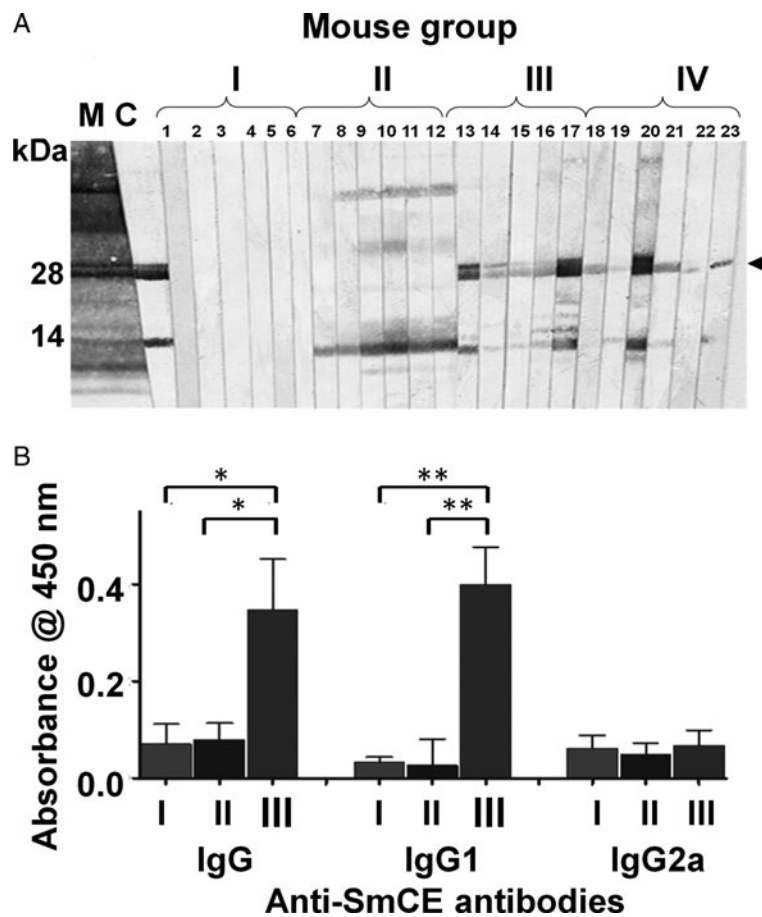 A
Mouse group
I II III IV
M C 1 2 3 4 5 6 7 8 9 10 11 12 13 14 15 16 17 18 19 20 21 22 23
kDa
28
14
B
* * ** **
Absorbance @ 450 nm
0.4
0.2
0.0
I II III I II III I II III
IgG IgG1 IgG2a
Anti-SmCE antibodies